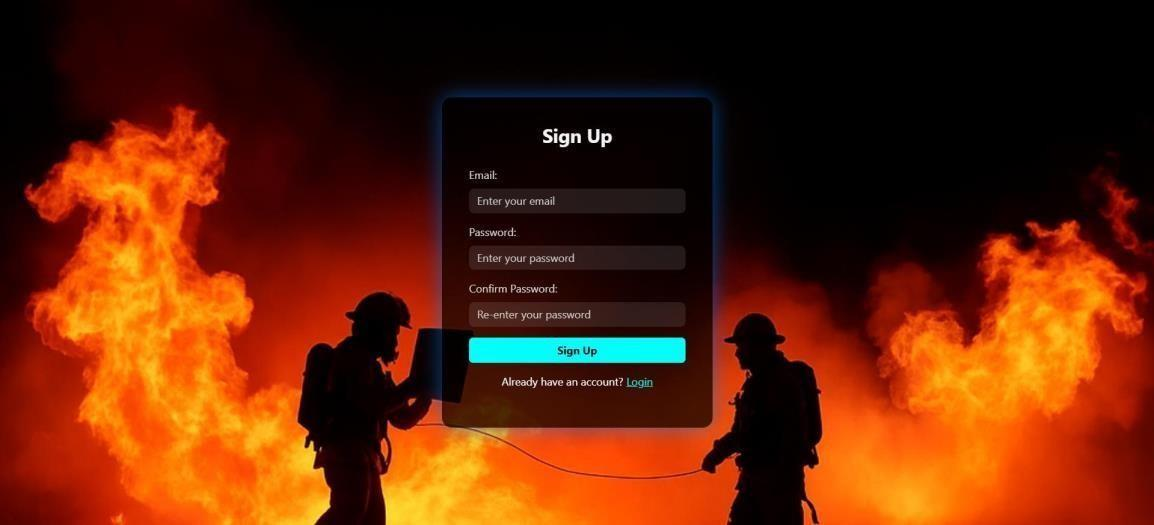 Sign Up
Email:
Enter your email
Password:
Enter your password
Confirm Password:
Re-enter your password
Sign Up
Already have an account? Login